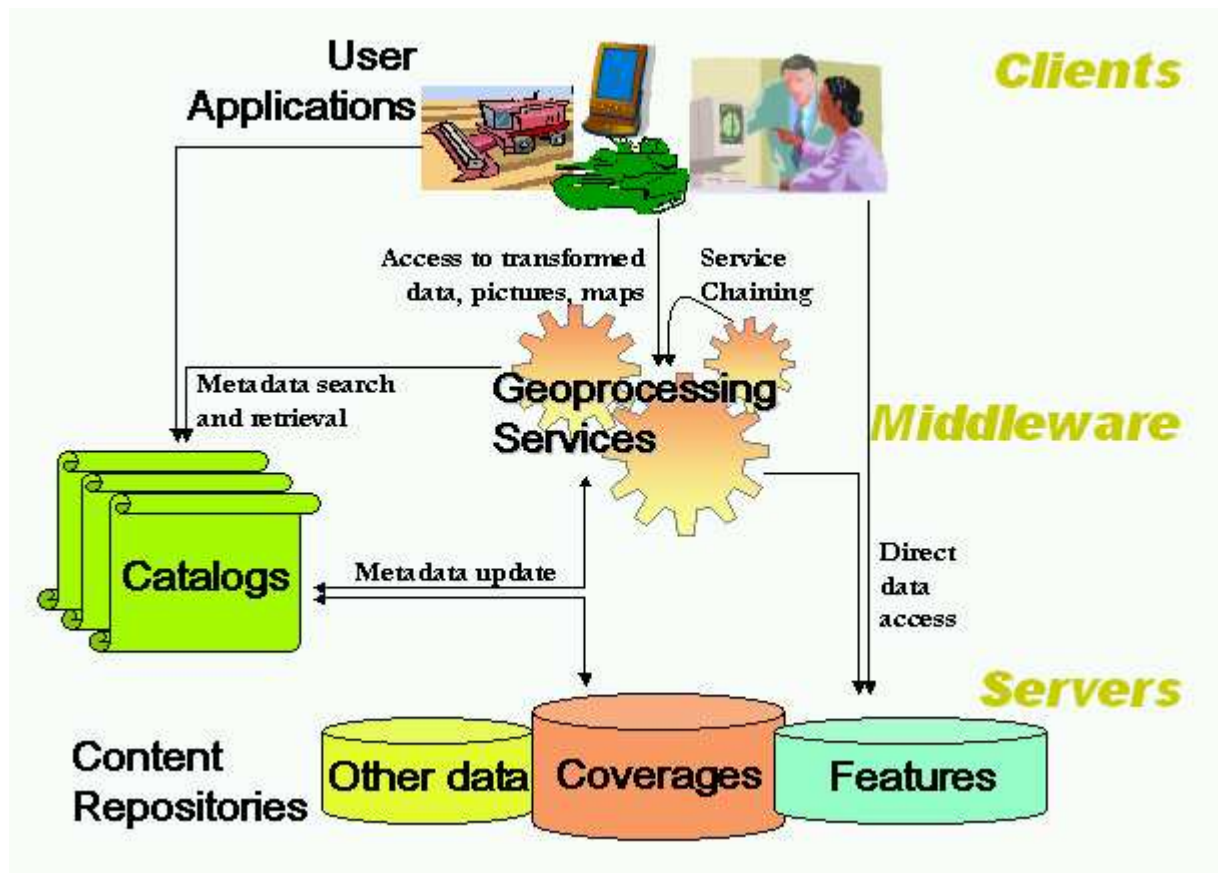 User
Applications
Clients
Access to transformed
data, pictures, maps
Service
Chaining
Metadata search
and retrieval
Geoprocessing
Services
Middleware
Catalogs
Metadata update
Direct
data
access
Servers
Content
Repositories
Other data
Coverages
Features